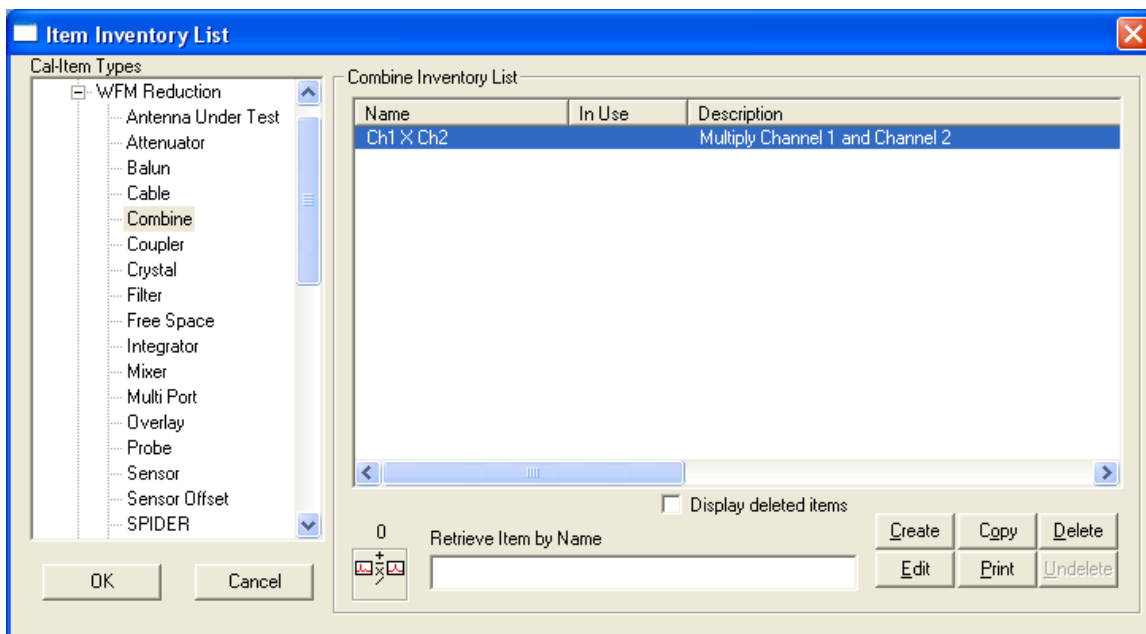 Item Inventory List
Cal-Item Types
WFM Reduction
Antenna Under Test
Attenuator
Balun
Cable
Combine
Coupler
Crystal
Filter
Free Space
Integrator
Mixer
Multi Port
Overlay
Probe
Sensor
Sensor Offset
SPIDER
OK Cancel
Combine Inventory List
Name In Use Description
Ch1 X Ch2 Multiply Channel 1 and Channel 2
Display deleted items
0
Retrieve Item by Name
Create Copy Delete
Edit Print Undelete